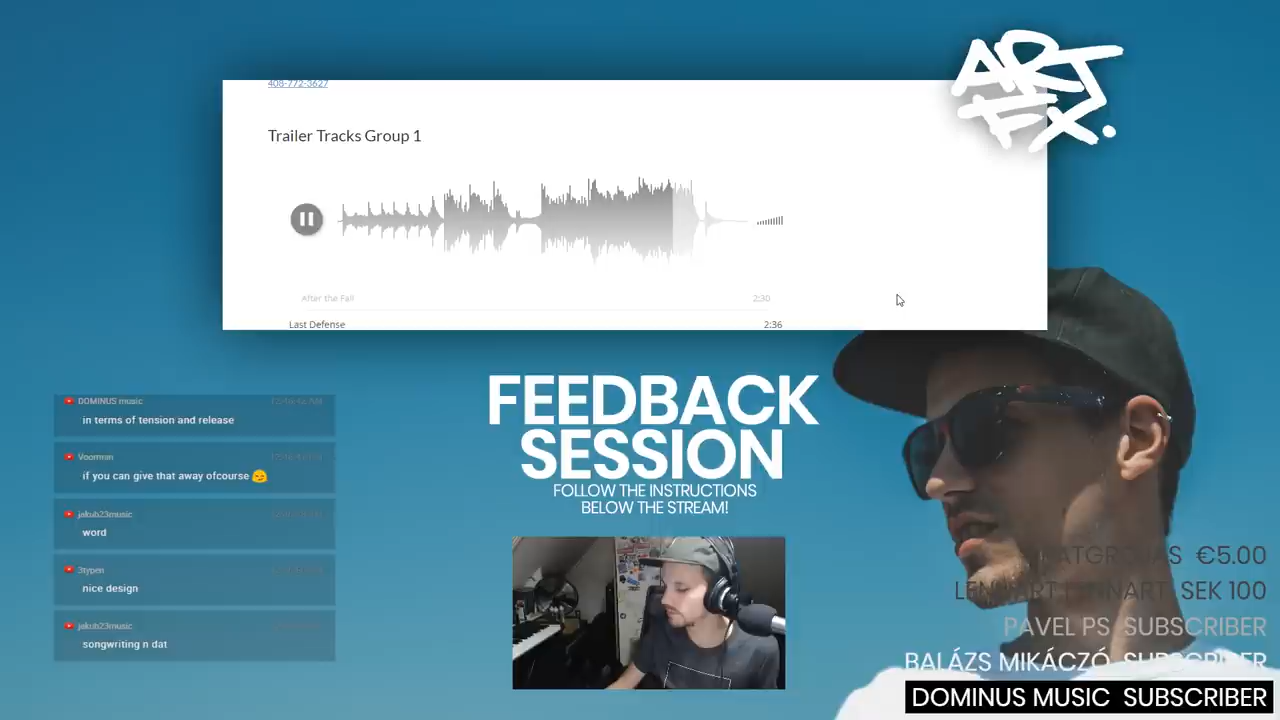 ART
FX.
408-772-3627
Trailer Tracks Group 1
After the Fall 2:30
Last Defense 2:36
DOMINUS music
in terms of tension and release
Voorman
if you can give that away ofcourse 😏
jakub23music
word
3typen
nice design
jakub23music
songwriting n dat
FEEDBACK
SESSION
FOLLOW THE INSTRUCTIONS
BELOW THE STREAM!
€5.00
SEK 100
PAVEL PS SUBSCRIBER
BALÁZS MIKÁCZÓ SUBSCRIBER
DOMINUS MUSIC SUBSCRIBER